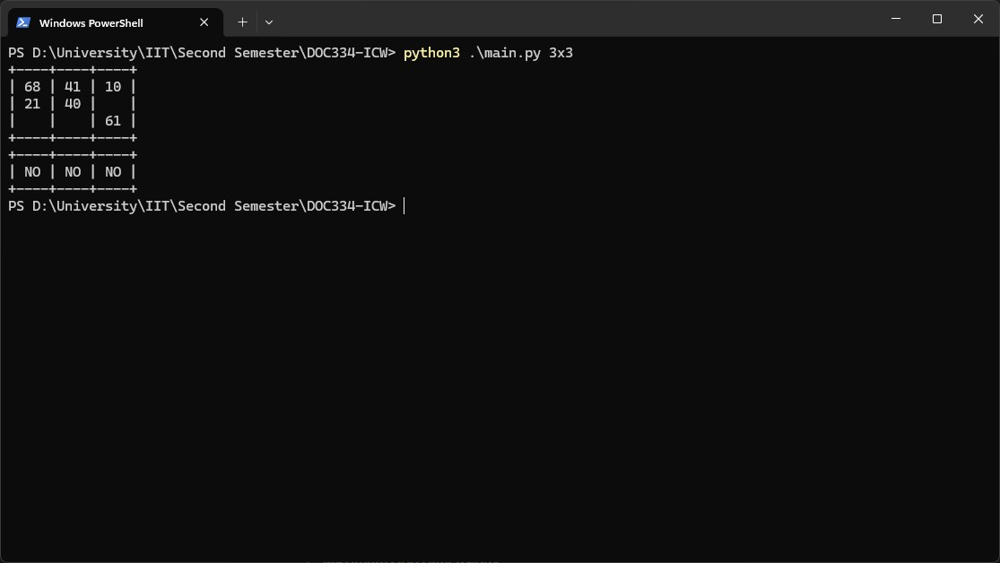 Windows PowerShell
PS D:\University\IIT\Second Semester\DOC334-ICW> python3 .\main.py 3x3
+----+----+----+
| 68 | 41 | 10 |
| 21 | 40 |    |
|    |    | 61 |
+----+----+----+
+----+----+----+
| NO | NO | NO |
+----+----+----+
PS D:\University\IIT\Second Semester\DOC334-ICW>